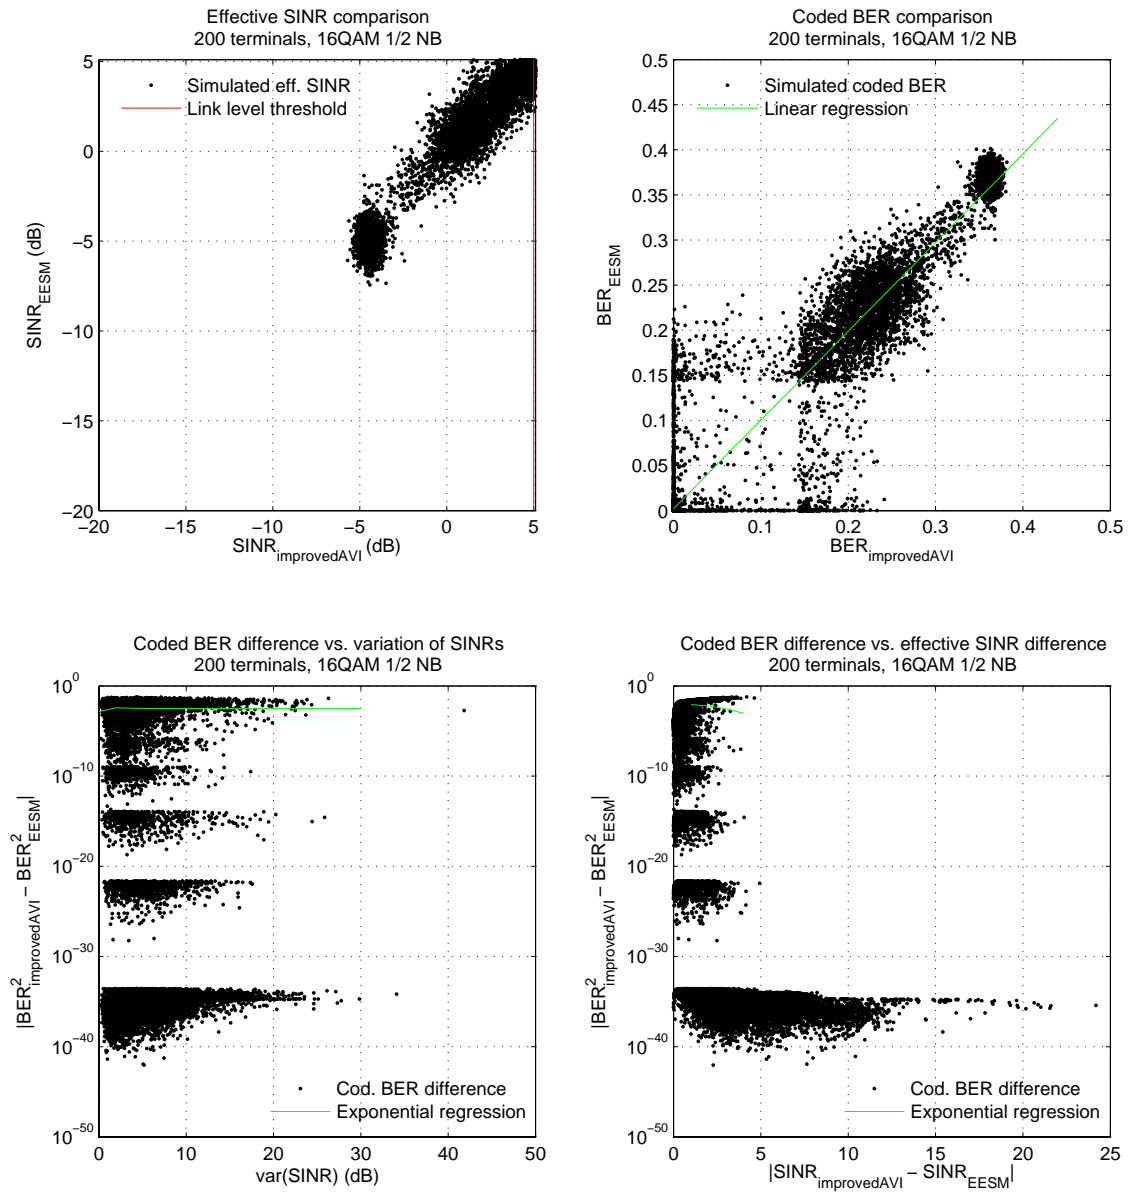 Effective SINR comparison
200 terminals, 16QAM 1/2 NB
5
0
−5
−10
−15
−20
SINR_EESM (dB)
Simulated eff. SINR
Link level threshold
−20 −15 −10 −5 0 5
SINR_improvedAVI (dB)
Coded BER comparison
200 terminals, 16QAM 1/2 NB
0.5
0.45
0.4
0.35
0.3
0.25
0.2
0.15
0.1
0.05
0
BER_EESM
Simulated coded BER
Linear regression
0 0.1 0.2 0.3 0.4 0.5
BER_improvedAVI
Coded BER difference vs. variation of SINRs
200 terminals, 16QAM 1/2 NB
10^0
10^−10
10^−20
10^−30
10^−40
10^−50
|BER^2_improvedAVI − BER^2_EESM|
Cod. BER difference
Exponential regression
0 10 20 30 40 50
var(SINR) (dB)
Coded BER difference vs. effective SINR difference
200 terminals, 16QAM 1/2 NB
10^0
10^−10
10^−20
10^−30
10^−40
10^−50
|BER^2_improvedAVI − BER^2_EESM|
Cod. BER difference
Exponential regression
0 5 10 15 20 25
|SINR_improvedAVI − SINR_EESM|